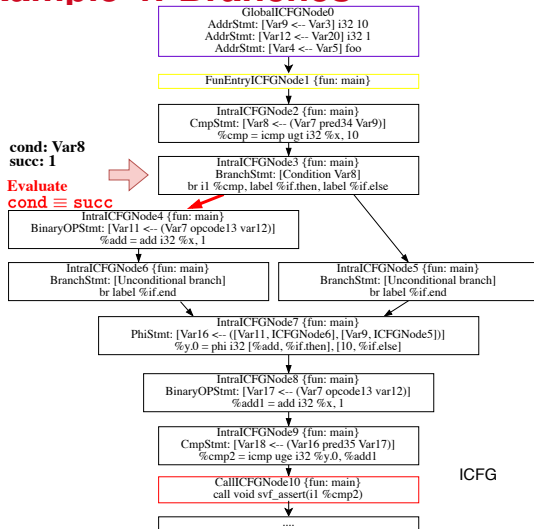 GlobalICFGNode0
AddrStmt: [Var9 <-- Var3] i32 10
AddrStmt: [Var12 <-- Var20] i32 1
AddrStmt: [Var4 <-- Var5] foo
FunEntryICFGNode1 {fun: main}
IntraICFGNode2 {fun: main}
CmpStmt: [Var8 <-- (Var7 pred34 Var9)]
%cmp = icmp ugt i32 %x, 10
cond: Var8
succ: 1
Evaluate
cond ≡ succ
IntraICFGNode3 {fun: main}
BranchStmt: [Condition Var8]
br i1 %cmp, label %if.then, label %if.else
IntraICFGNode4 {fun: main}
BinaryOPStmt: [Var11 <-- (Var7 opcode13 var12)]
%add = add i32 %x, 1
IntraICFGNode6 {fun: main}
BranchStmt: [Unconditional branch]
br label %if.end
IntraICFGNode5 {fun: main}
BranchStmt: [Unconditional branch]
br label %if.end
IntraICFGNode7 {fun: main}
PhiStmt: [Var16 <-- ([Var11, ICFGNode6], [Var9, ICFGNode5])]
%y.0 = phi i32 [%add, %if.then], [10, %if.else]
IntraICFGNode8 {fun: main}
BinaryOPStmt: [Var17 <-- (Var7 opcode13 var12)]
%add1 = add i32 %x, 1
IntraICFGNode9 {fun: main}
CmpStmt: [Var18 <-- (Var16 pred35 Var17)]
%cmp2 = icmp uge i32 %y.0, %add1
ICFG
CallICFGNode10 {fun: main}
call void svf_assert(i1 %cmp2)
....